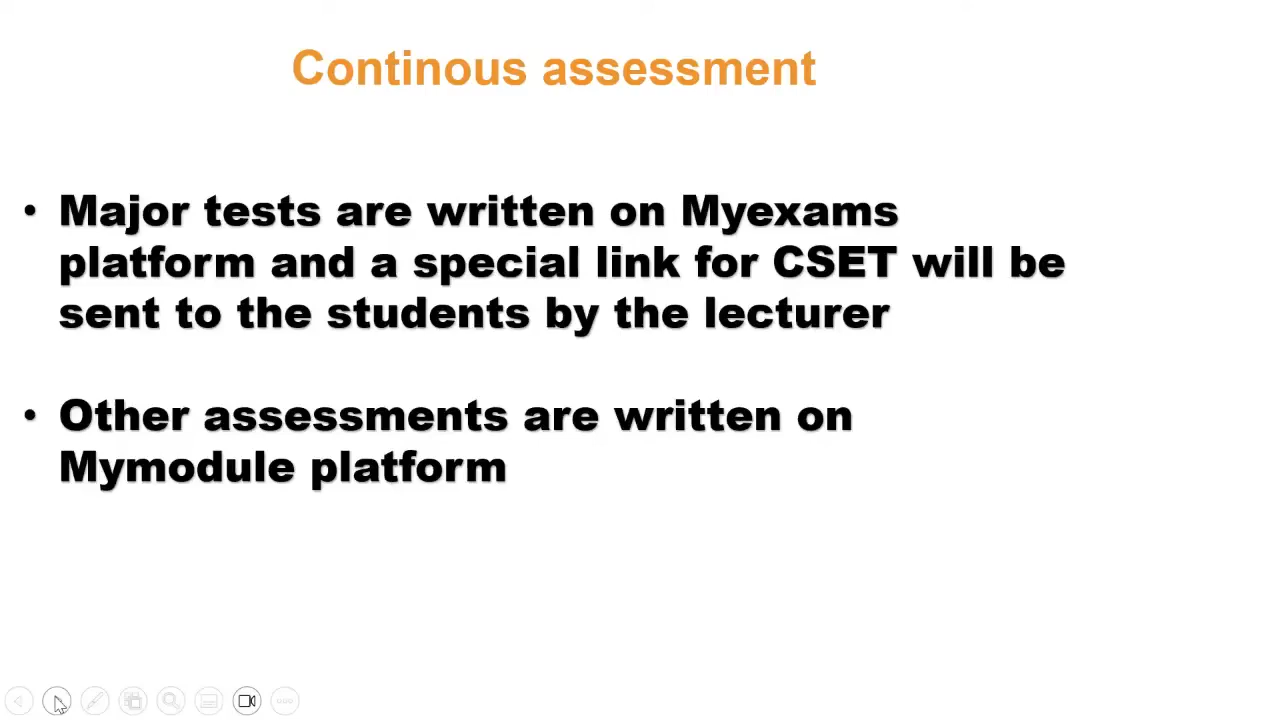 Continous assessment
• Major tests are written on Myexams
platform and a special link for CSET will be
sent to the students by the lecturer
• Other assessments are written on
Mymodule platform